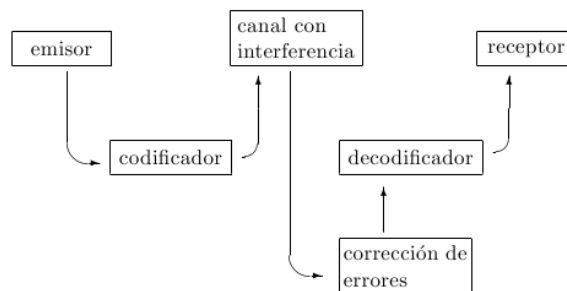 emisor
canal con
interferencia
receptor
codificador
decodificador
corrección de
errores